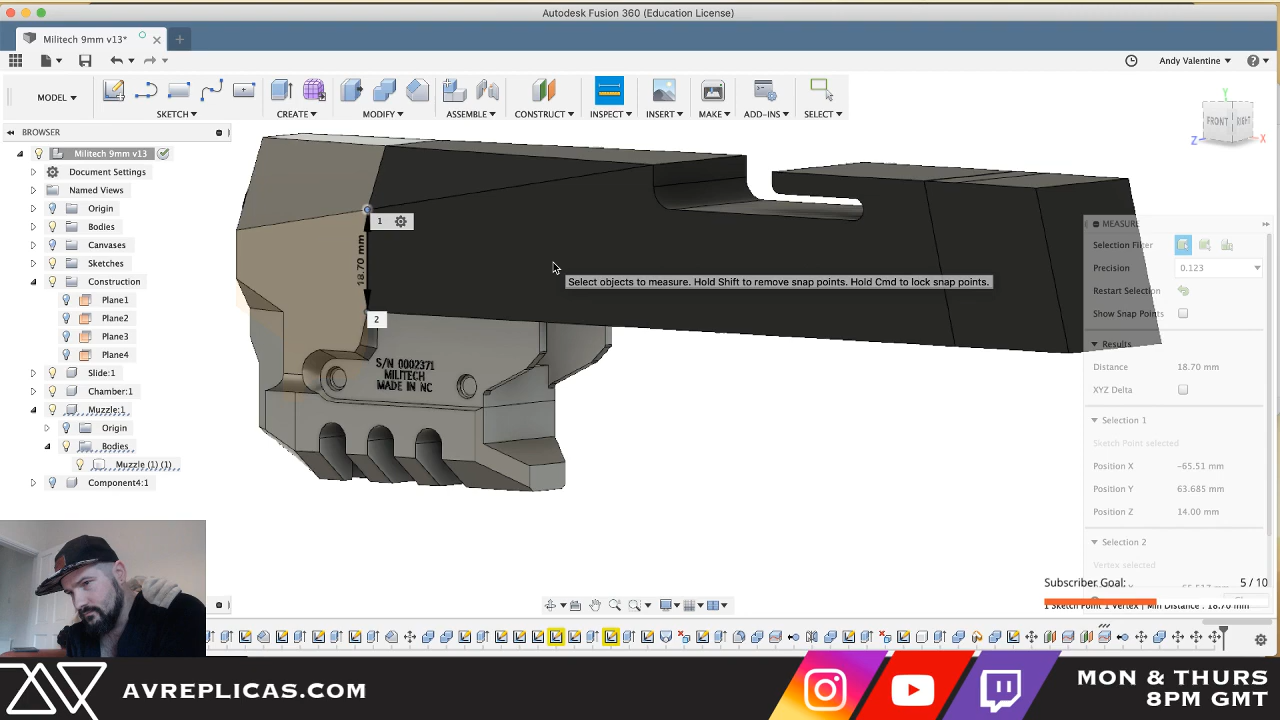 Autodesk Fusion 360 (Education License)
Militech 9mm v13*
Andy Valentine
MODEL
SKETCH
CREATE
MODIFY
ASSEMBLE
CONSTRUCT
INSPECT
INSERT
MAKE
ADD-INS
SELECT
BROWSER
Militech 9mm v13
Document Settings
Named Views
Origin
Bodies
Canvases
Sketches
Construction
Plane1
Plane2
Plane3
Plane4
Slide:1
Chamber:1
Muzzle:1
Origin
Bodies
Muzzle (1) (1)
Component4:1
Y
FRONT
RIGHT
Z
X
1
18.70 mm
2
Select objects to measure. Hold Shift to remove snap points. Hold Cmd to lock snap points.
S/N 0002371
MILITECH
MADE IN NC
MEASURE
Selection Filter
Precision 0.123
Restart Selection
Show Snap Points
Results
Distance 18.70 mm
XYZ Delta
Selection 1
Sketch Point selected
Position X -65.51 mm
Position Y 63.685 mm
Position Z 14.00 mm
Selection 2
Vertex selected
Subscriber Goal: 5 / 10
1 Sketch Point 1 Vertex | Min Distance : 18.70 mm
AVREPLICAS.COM
MON & THURS
8PM GMT